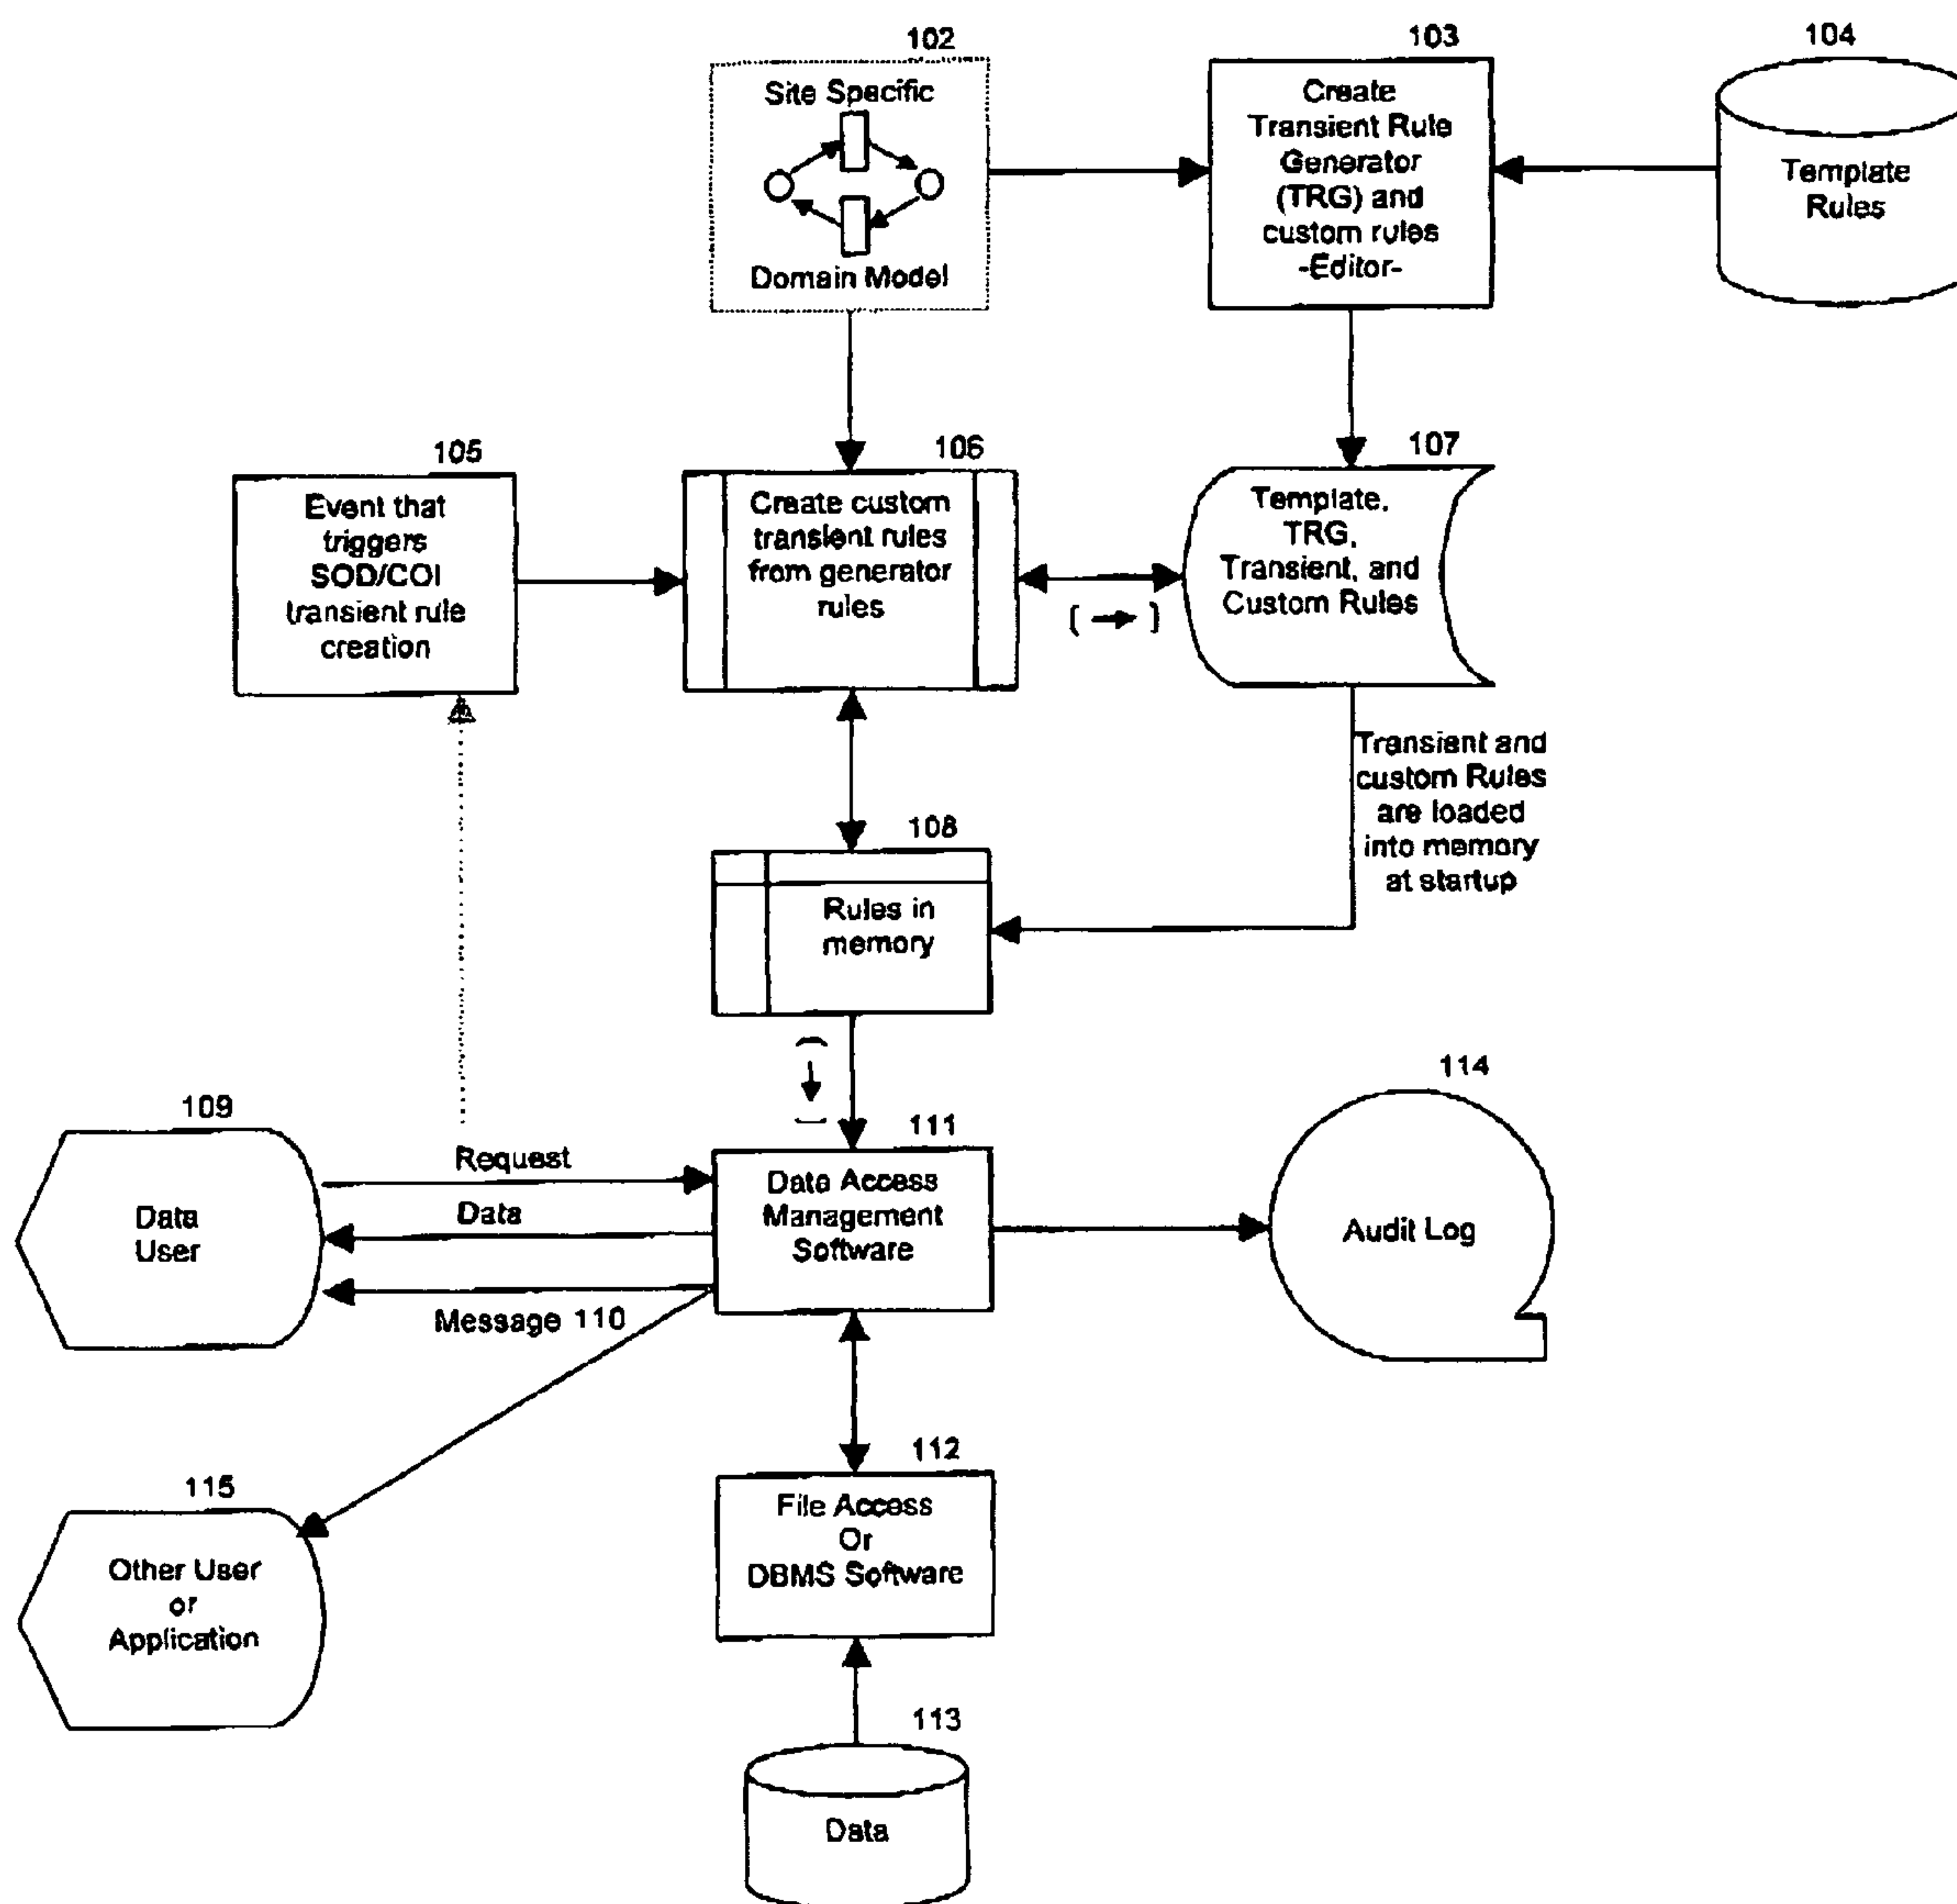 102
Site Specific
Domain Model
103
Create
Transient Rule
Generator
(TRG) and
custom rules
-Editor-
104
Template
Rules
105
Event that
triggers
SOD/COI
transient rule
creation
106
Create custom
transient rules
from generator
rules
107
Template,
TRG,
Transient, and
Custom Rules
Transient and
custom Rules
are loaded
into memory
at startup
108
Rules in
memory
109
Data
User
Request
Data
Message 110
111
Data Access
Management
Software
114
Audit Log
115
Other User
or
Application
112
File Access
Or
DBMS Software
113
Data